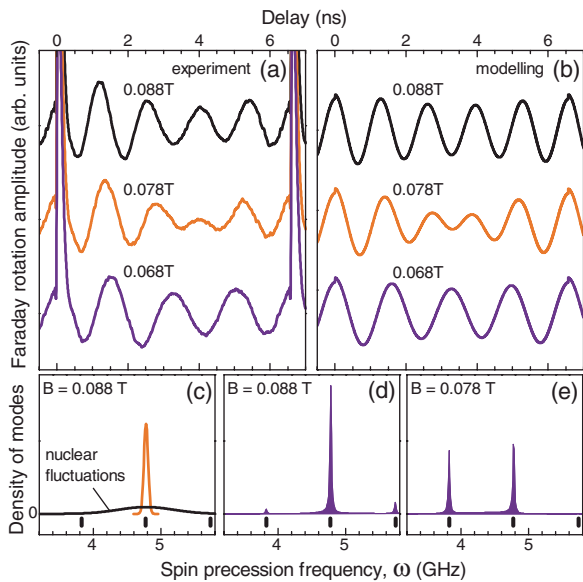 Delay (ns)
0 2 4 6 0 2 4 6
experiment (a) modelling (b)
0.088T 0.088T
0.078T 0.078T
0.068T 0.068T
Faraday rotation amplitude (arb. units)
B = 0.088 T (c) B = 0.088 T (d) B = 0.078 T (e)
nuclear
fluctuations
Density of modes
0
4 5 4 5 4 5
Spin precession frequency, ω (GHz)